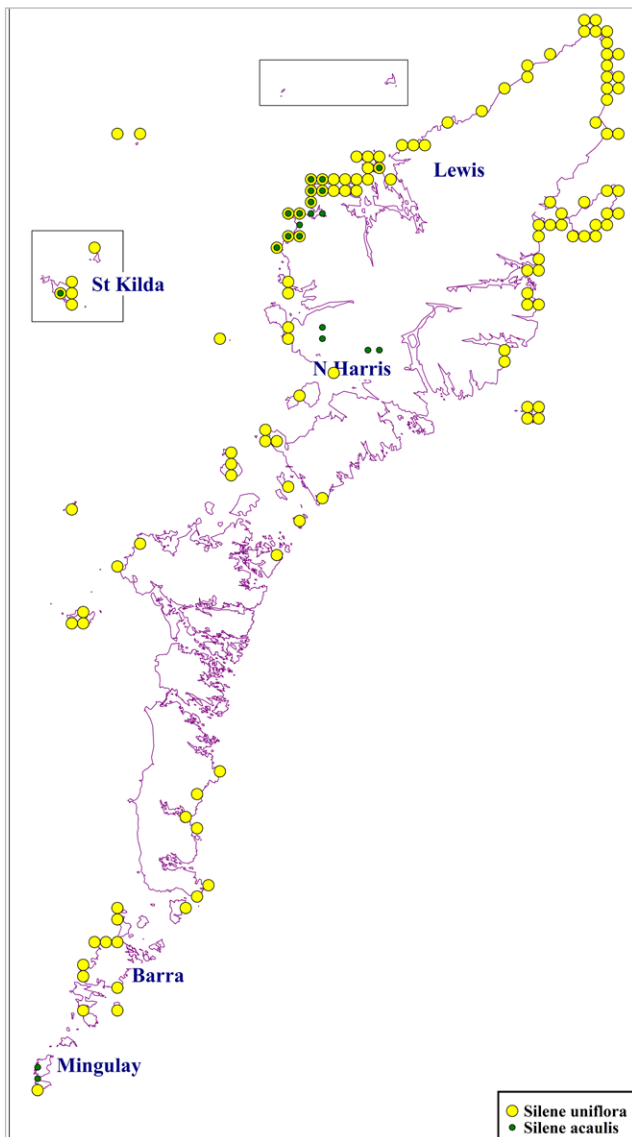 Lewis
St Kilda
N Harris
Barra
Mingulay
Silene uniflora
Silene acaulis